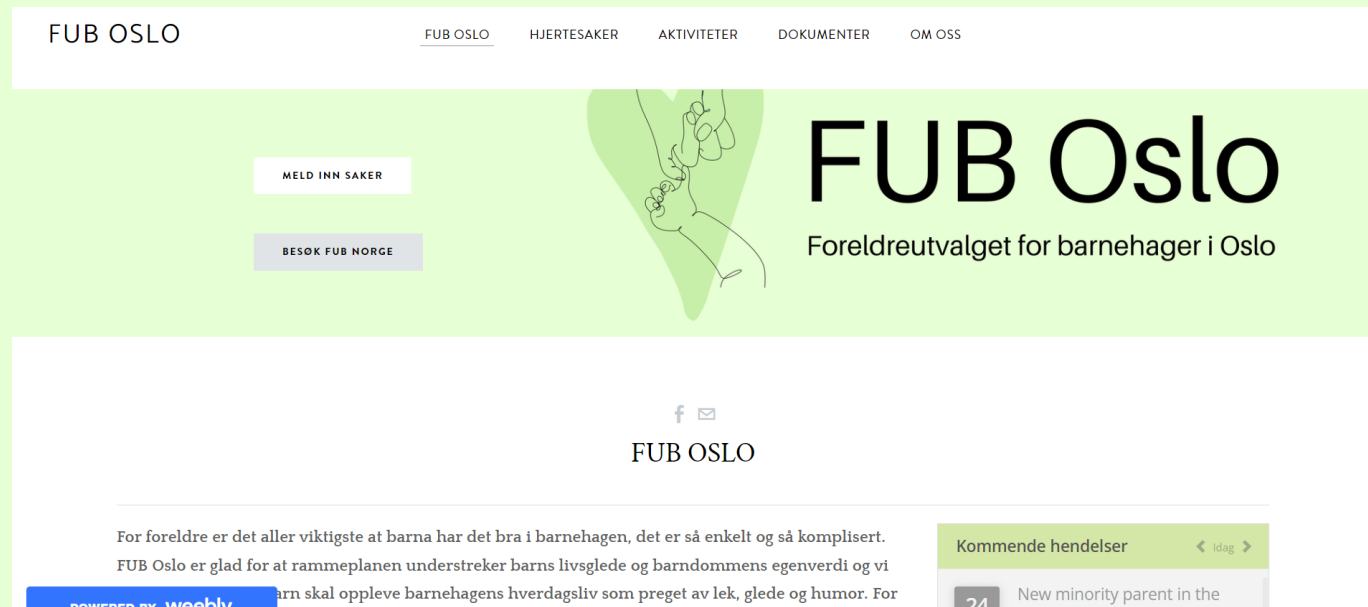 FUB OSLO
FUB OSLO HJERTESAKER AKTIVITETER DOKUMENTER OM OSS
MELD INN SAKER
BESØK FUB NORGE
FUB Oslo
Foreldreutvalget for barnehager i Oslo
FUB OSLO
For foreldre er det aller viktigste at barna har det bra i barnehagen, det er så enkelt og så komplisert.
FUB Oslo er glad for at rammeplanen understreker barns livsglede og barndommens egenverdi og vi
skal oppleve barnehagens hverdagsliv som preget av lek, glede og humor. For
Kommende hendelser
Idag
24
New minority parent in the
POWERED BY weebly